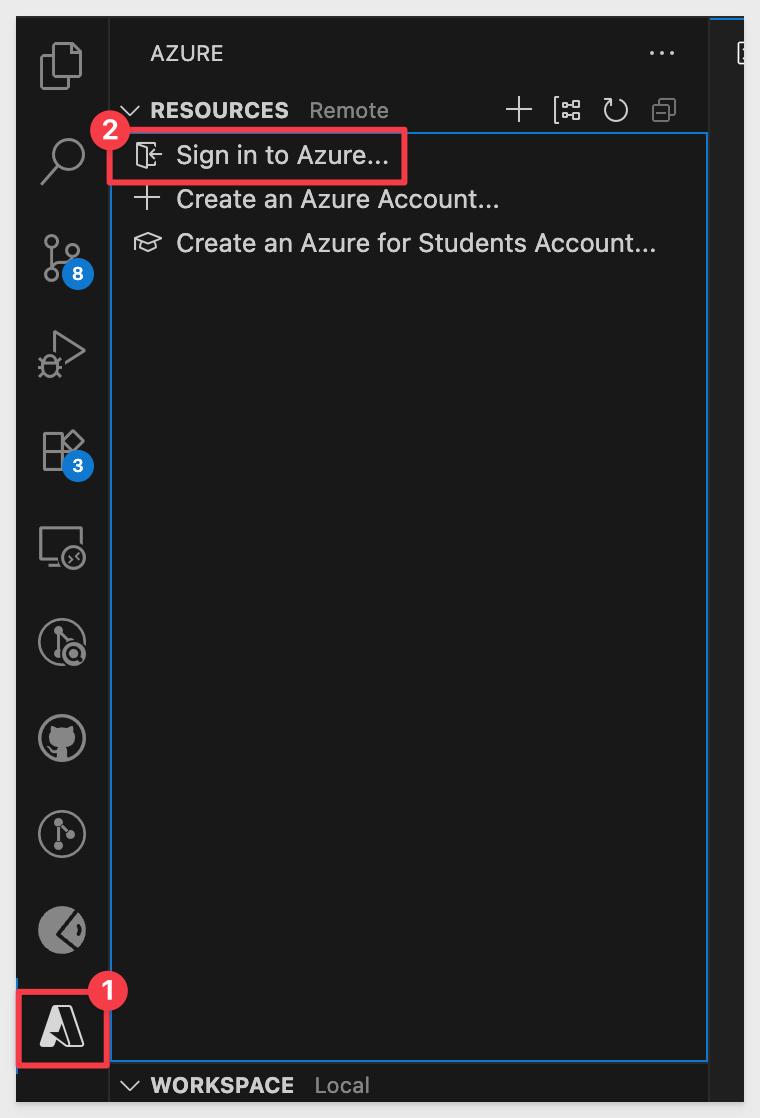 AZURE
RESOURCES Remote
2
Sign in to Azure...
Create an Azure Account...
Create an Azure for Students Account...
8
3
1
WORKSPACE Local